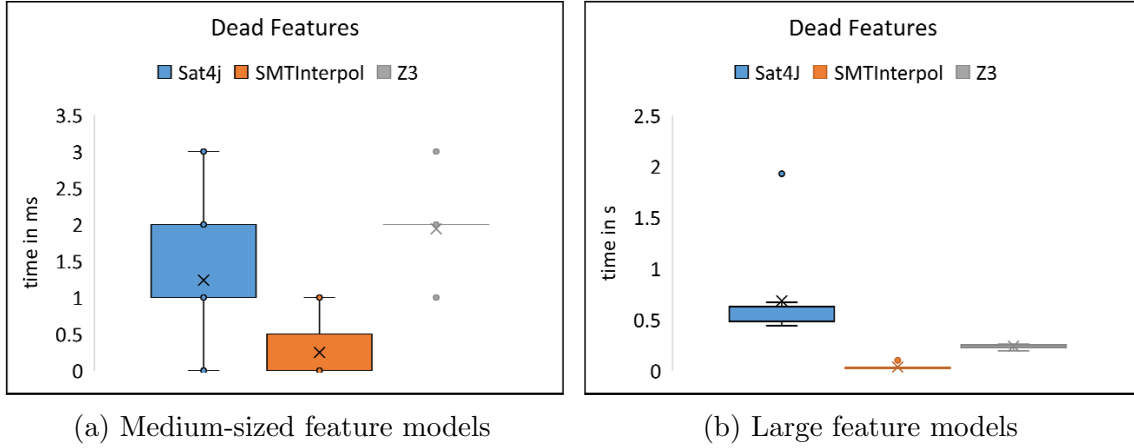 Dead Features
Sat4j SMTInterpol Z3
3.5
3
2.5
2
1.5
1
0.5
0
time in ms
(a) Medium-sized feature models
Dead Features
Sat4J SMTInterpol Z3
2.5
2
1.5
1
0.5
0
time in s
(b) Large feature models